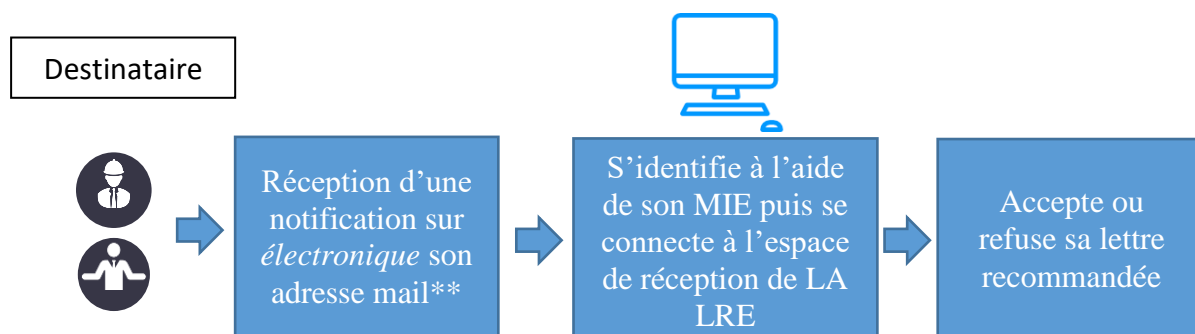 Destinataire
Réception d’une
notification sur
électronique son
adresse mail**
S’identifie à l’aide
de son MIE puis se
connecte à l’espace
de réception de LA
LRE
Accepte ou
refuse sa lettre
recommandée